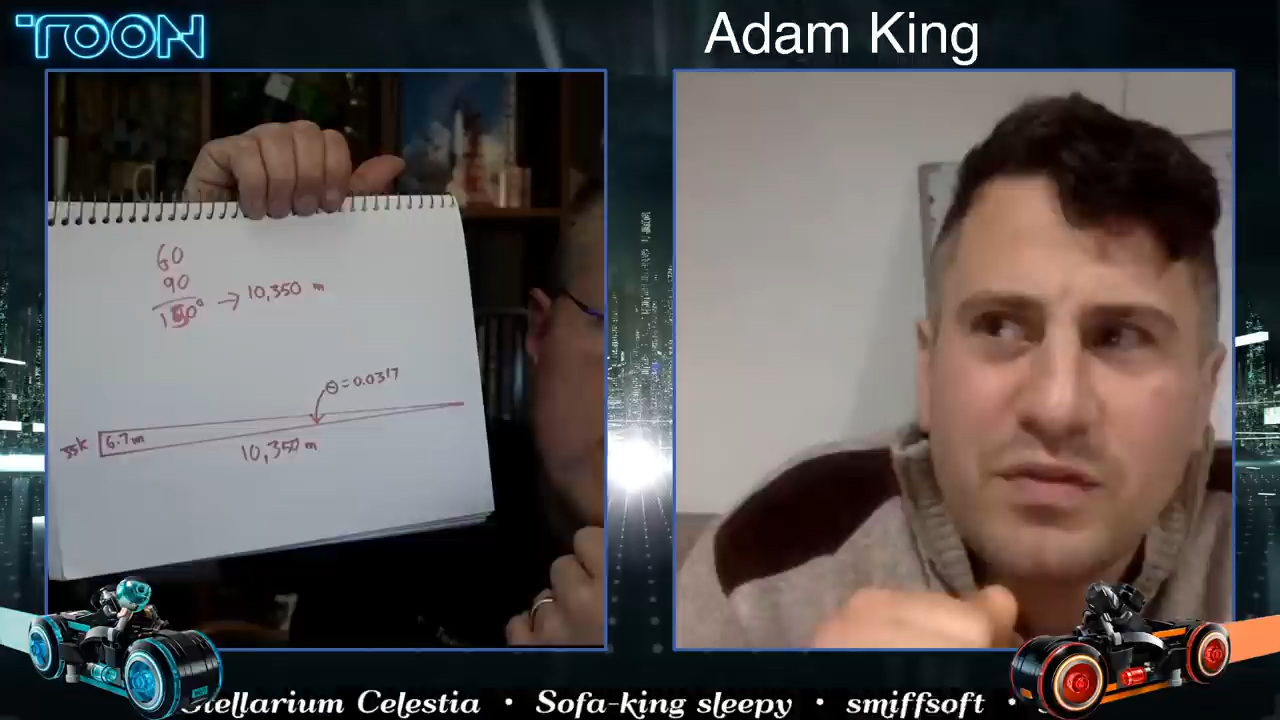 TOON
Adam King
60
90
150° → 10,350 m
θ = 0.0317
6.7m
10,350 m
Stellarium Celestia • Sofa-king sleepy • smiffsoft •